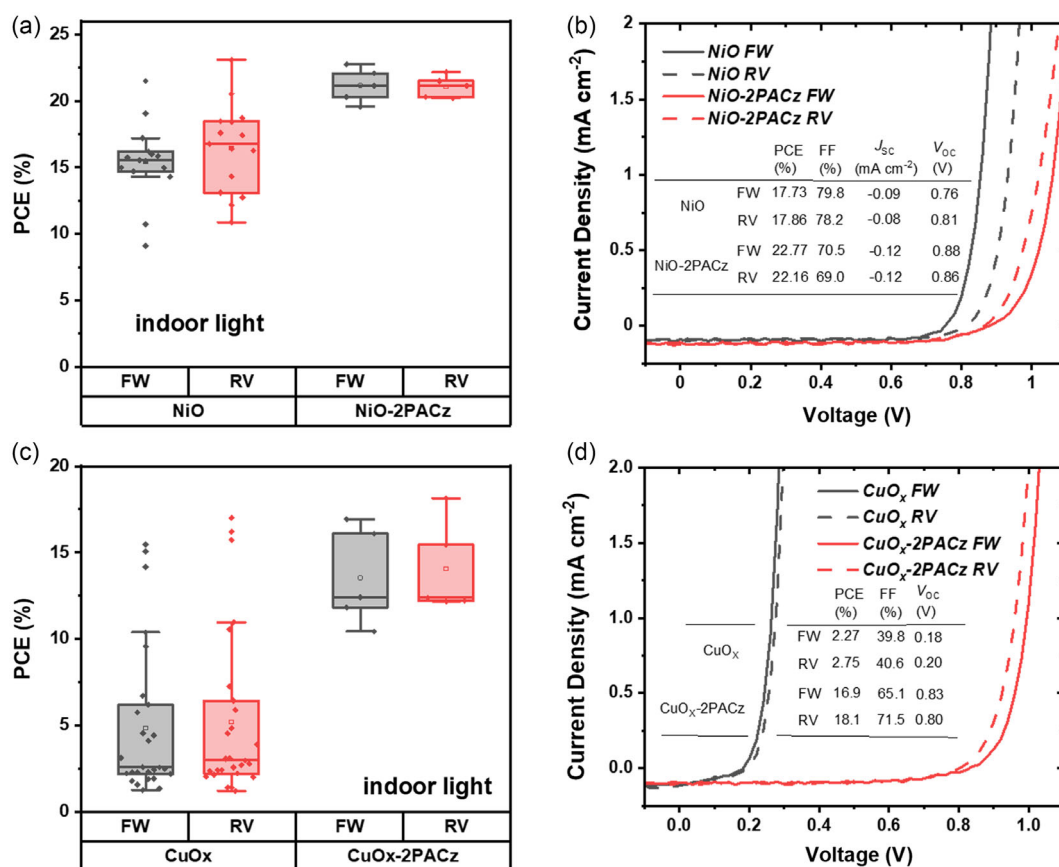 (a)
25
20
15
10
5
0
PCE (%)
indoor light
FW RV FW RV
NiO NiO-2PACz
(b)
2
1.5
1
0.5
0
Current Density (mA cm⁻²)
NiO FW
NiO RV
NiO-2PACz FW
NiO-2PACz RV
PCE FF JSC VOC
(%) (%) (mA cm⁻²) (V)
NiO
FW 17.73 79.8 -0.09 0.76
RV 17.86 78.2 -0.08 0.81
NiO-2PACz
FW 22.77 70.5 -0.12 0.88
RV 22.16 69.0 -0.12 0.86
0 0.2 0.4 0.6 0.8 1
Voltage (V)
(c)
20
15
10
5
0
PCE (%)
indoor light
FW RV FW RV
CuOx CuOx-2PACz
(d)
2.0
1.5
1.0
0.5
0.0
Current Density (mA cm⁻²)
CuOx FW
CuOx RV
CuOx-2PACz FW
CuOx-2PACz RV
PCE FF VOC
(%) (%) (V)
CuOX
FW 2.27 39.8 0.18
RV 2.75 40.6 0.20
CuOX-2PACz
FW 16.9 65.1 0.83
RV 18.1 71.5 0.80
0.0 0.2 0.4 0.6 0.8 1.0
Voltage (V)